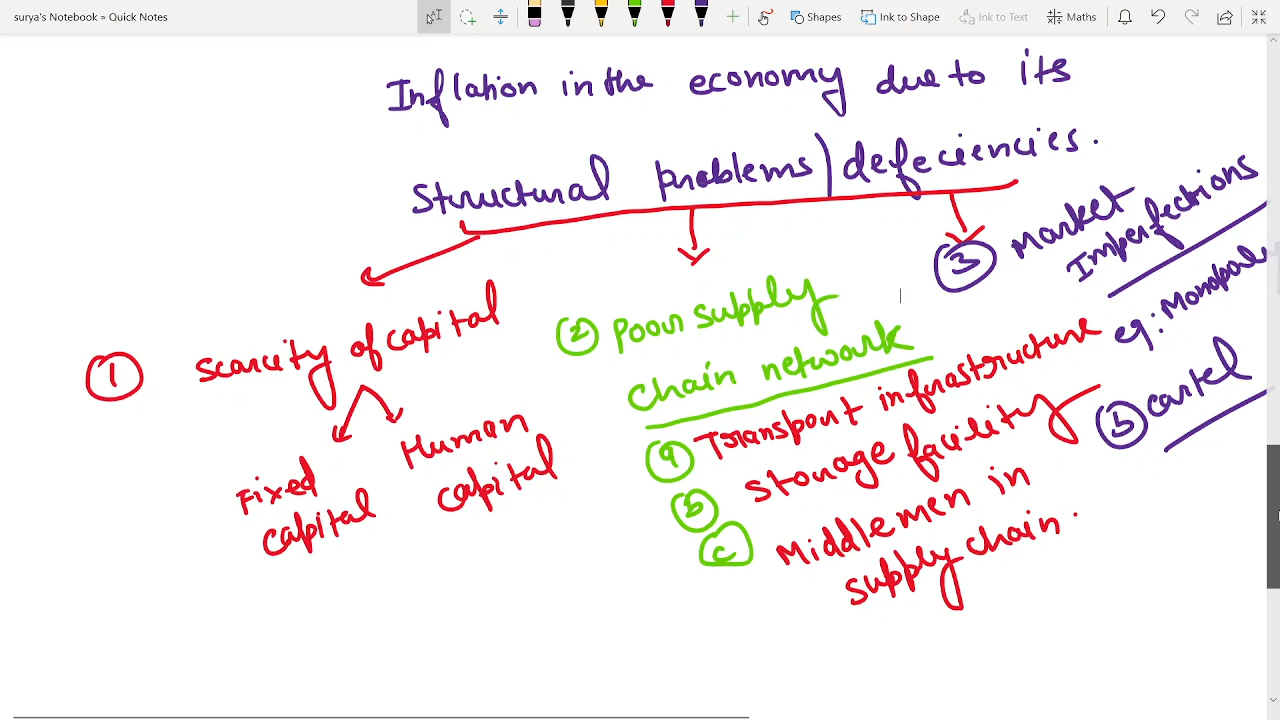 surya's Notebook » Quick Notes
Shapes
Ink to Shape
Ink to Text
Maths
Inflation in the economy due to its
Structural problems/defeciencies.
① scarcity of capital
Fixed
capital
Human
capital
② Poor supply
chain network
ⓐ Transport infrastructure
ⓑ Storage facility
ⓒ Middlemen in
supply chain.
③ Market
Imperfections
eg: Monopol
ⓑ cartel